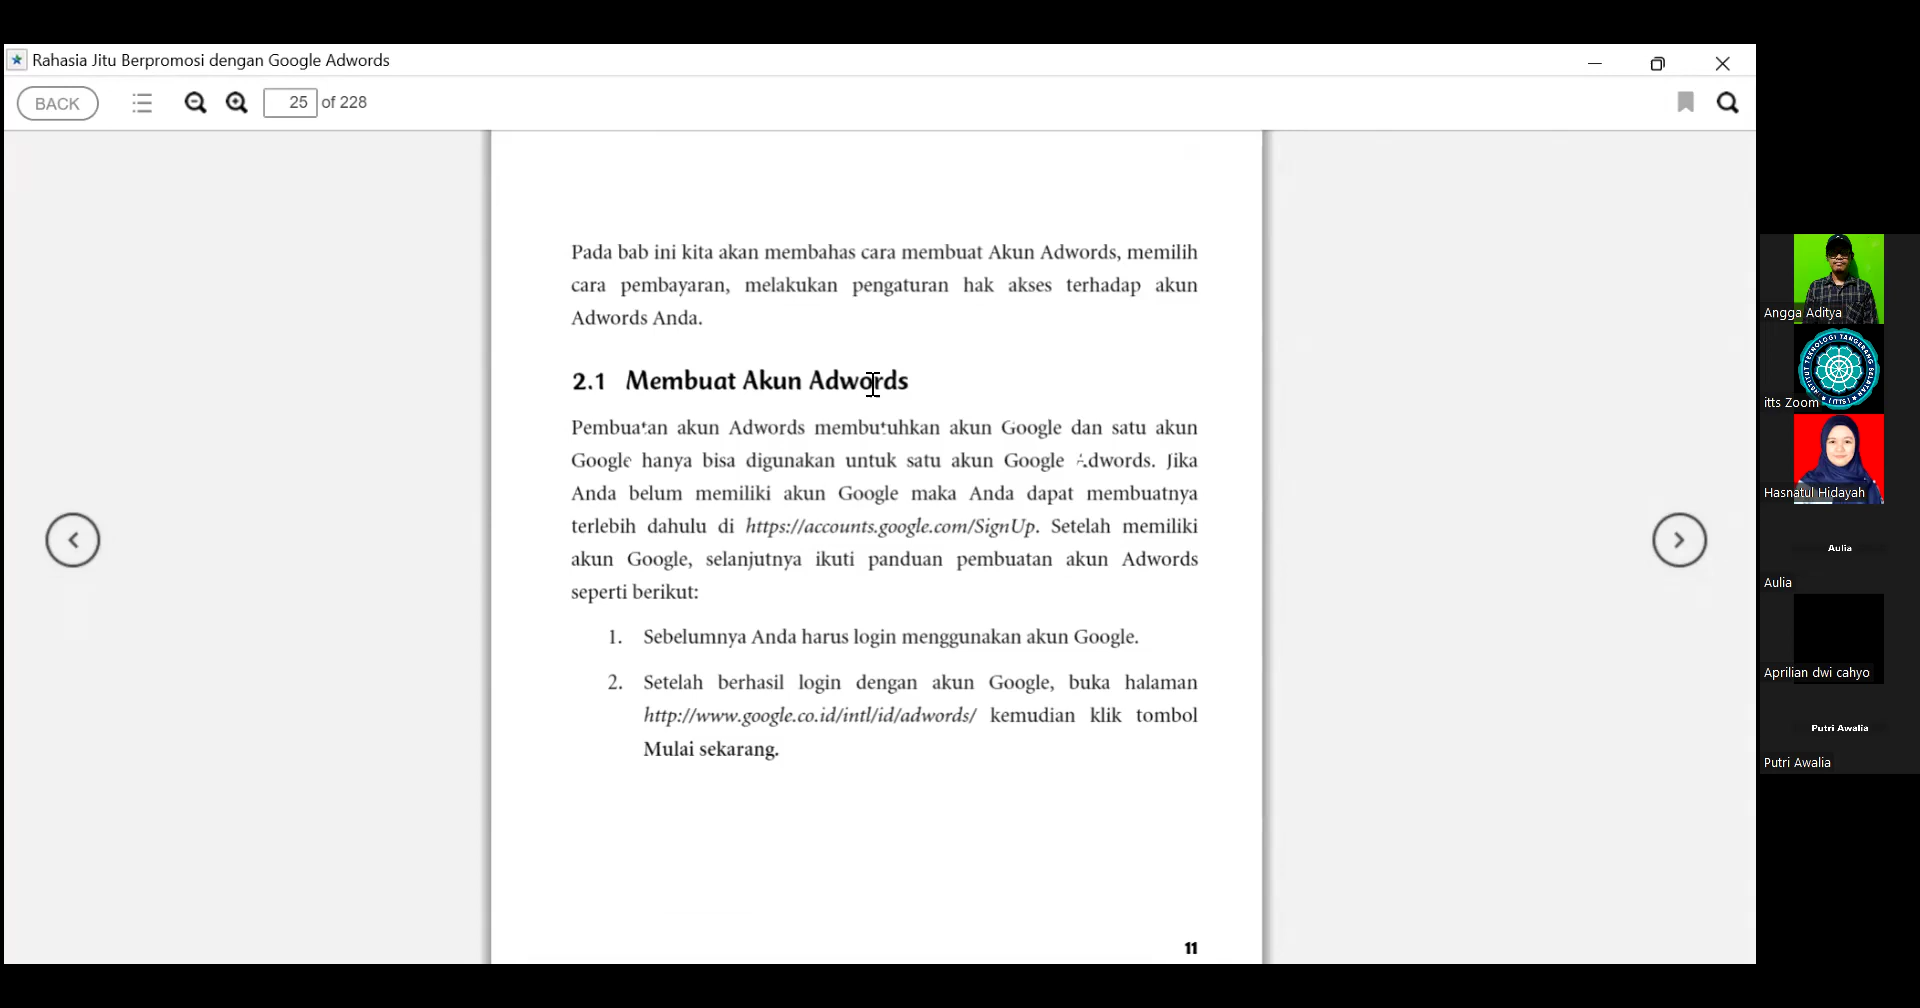 Rahasia Jitu Berpromosi dengan Google Adwords
BACK
25 of 228
Pada bab ini kita akan membahas cara membuat Akun Adwords, memilih
cara pembayaran, melakukan pengaturan hak akses terhadap akun
Adwords Anda.
2.1 Membuat Akun Adwords
Pembuatan akun Adwords membutuhkan akun Google dan satu akun
Google hanya bisa digunakan untuk satu akun Google Adwords. Jika
Anda belum memiliki akun Google maka Anda dapat membuatnya
terlebih dahulu di https://accounts.google.com/SignUp. Setelah memiliki
akun Google, selanjutnya ikuti panduan pembuatan akun Adwords
seperti berikut:
1. Sebelumnya Anda harus login menggunakan akun Google.
2. Setelah berhasil login dengan akun Google, buka halaman
http://www.google.co.id/intl/id/adwords/ kemudian klik tombol
Mulai sekarang.
11
Angga Aditya
INSTITUT TEKNOLOGI TANGERANG SELATAN
(ITTS)
itts Zoom
Hasnatul Hidayah
Aulia
Aulia
Aprilian dwi cahyo
Putri Awalia
Putri Awalia